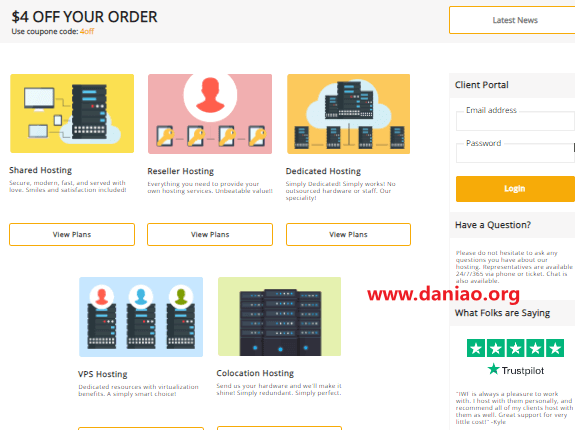 $4 OFF YOUR ORDER
Use coupone code: 4off
Latest News
Shared Hosting
Secure, modern, fast, and served with
love. Smiles and satisfaction included!
View Plans
Reseller Hosting
Everything you need to provide your
own hosting services. Unbeatable value!!
View Plans
Dedicated Hosting
Simply Dedicated! Simply works! No
outsourced hardware or staff. Our
speciality!
View Plans
VPS Hosting
Dedicated resources with virtualization
benefits. A simply smart choice!
Colocation Hosting
Send us your hardware and we'll make it
shine! Simply redundant. Simply perfect.
Client Portal
Email address
Password
Login
Have a Question?
Please do not hesitate to ask any
questions you have about our
hosting. Representatives are available
24/7/365 via phone or ticket. Chat is
also available.
www.daniao.org
What Folks are Saying
Trustpilot
"IWF is always a pleasure to work
with. I host with them personally, and
recommend all of my clients host with
them as well. Great support for very
little cost!" -Kyle